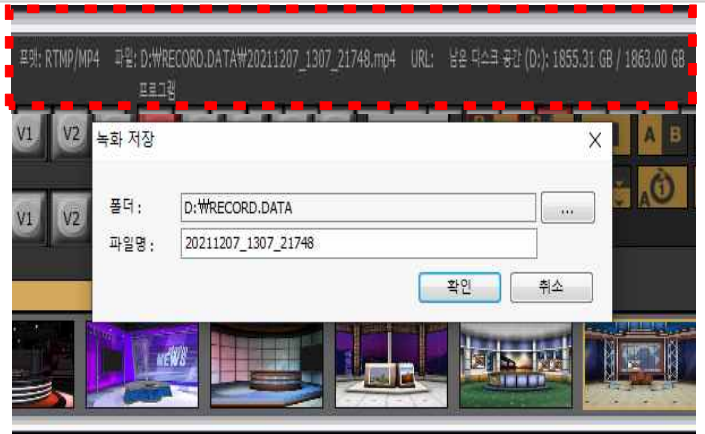 포맷: RTMP/MP4 파일: D:₩RECORD.DATA₩20211207_1307_21748.mp4 URL: 남은 디스크 공간 (D:): 1855.31 GB / 1863.00 GB
프로그램
V1 V2 A B
녹화 저장
폴더: D:₩RECORD.DATA ...
V1 V2 A 1
파일명: 20211207_1307_21748
확인 취소
NEWS